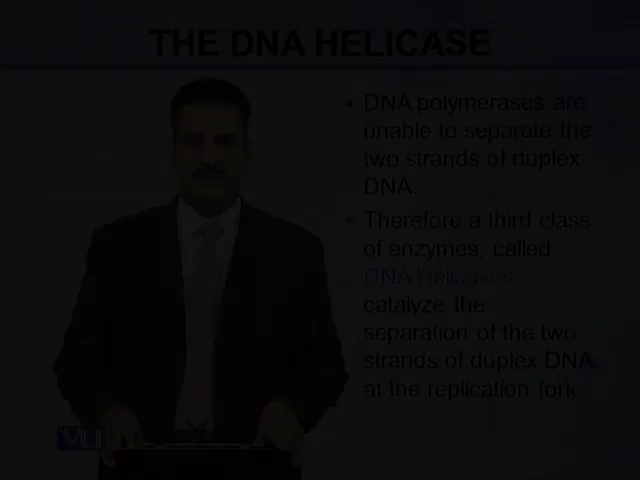 THE DNA HELICASE
• DNA polymerases are
unable to separate the
two strands of duplex
DNA.
• Therefore a third class
of enzymes, called
DNA Helicases
catalyze the
separation of the two
strands of duplex DNA
at the replication fork
VU